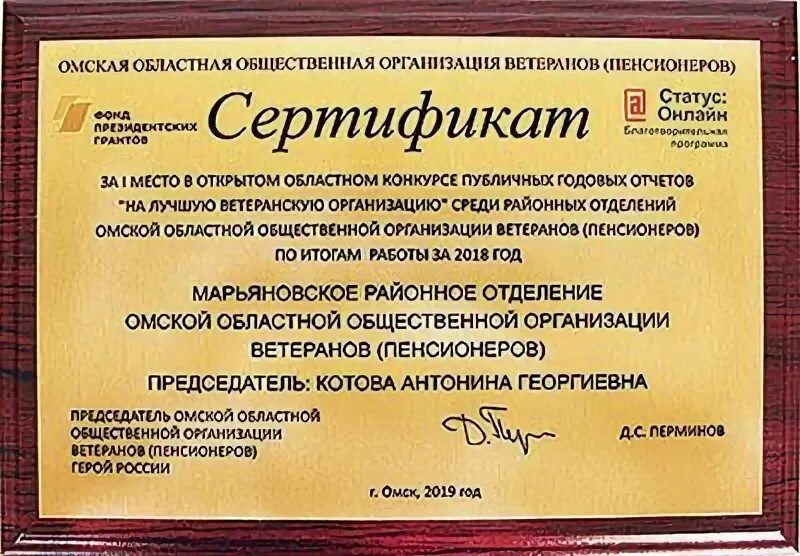 ОМСКАЯ ОБЛАСТНАЯ ОБЩЕСТВЕННАЯ ОРГАНИЗАЦИЯ ВЕТЕРАНОВ (ПЕНСИОНЕРОВ)
ФОНД
ПРЕЗИДЕНТСКИХ
ГРАНТОВ
Сертификат
Статус:
Онлайн
Благотворительная
программа
ЗА I МЕСТО В ОТКРЫТОМ ОБЛАСТНОМ КОНКУРСЕ ПУБЛИЧНЫХ ГОДОВЫХ ОТЧЕТОВ
"НА ЛУЧШУЮ ВЕТЕРАНСКУЮ ОРГАНИЗАЦИЮ" СРЕДИ РАЙОННЫХ ОТДЕЛЕНИЙ
ОМСКОЙ ОБЛАСТНОЙ ОБЩЕСТВЕННОЙ ОРГАНИЗАЦИИ ВЕТЕРАНОВ (ПЕНСИОНЕРОВ)
ПО ИТОГАМ РАБОТЫ ЗА 2018 ГОД
МАРЬЯНОВСКОЕ РАЙОННОЕ ОТДЕЛЕНИЕ
ОМСКОЙ ОБЛАСТНОЙ ОБЩЕСТВЕННОЙ ОРГАНИЗАЦИИ
ВЕТЕРАНОВ (ПЕНСИОНЕРОВ)
ПРЕДСЕДАТЕЛЬ: КОТОВА АНТОНИНА ГЕОРГИЕВНА
ПРЕДСЕДАТЕЛЬ ОМСКОЙ ОБЛАСТНОЙ
ОБЩЕСТВЕННОЙ ОРГАНИЗАЦИИ
ВЕТЕРАНОВ (ПЕНСИОНЕРОВ)
ГЕРОЙ РОССИИ
Д.С. ПЕРМИНОВ
г. Омск, 2019 год